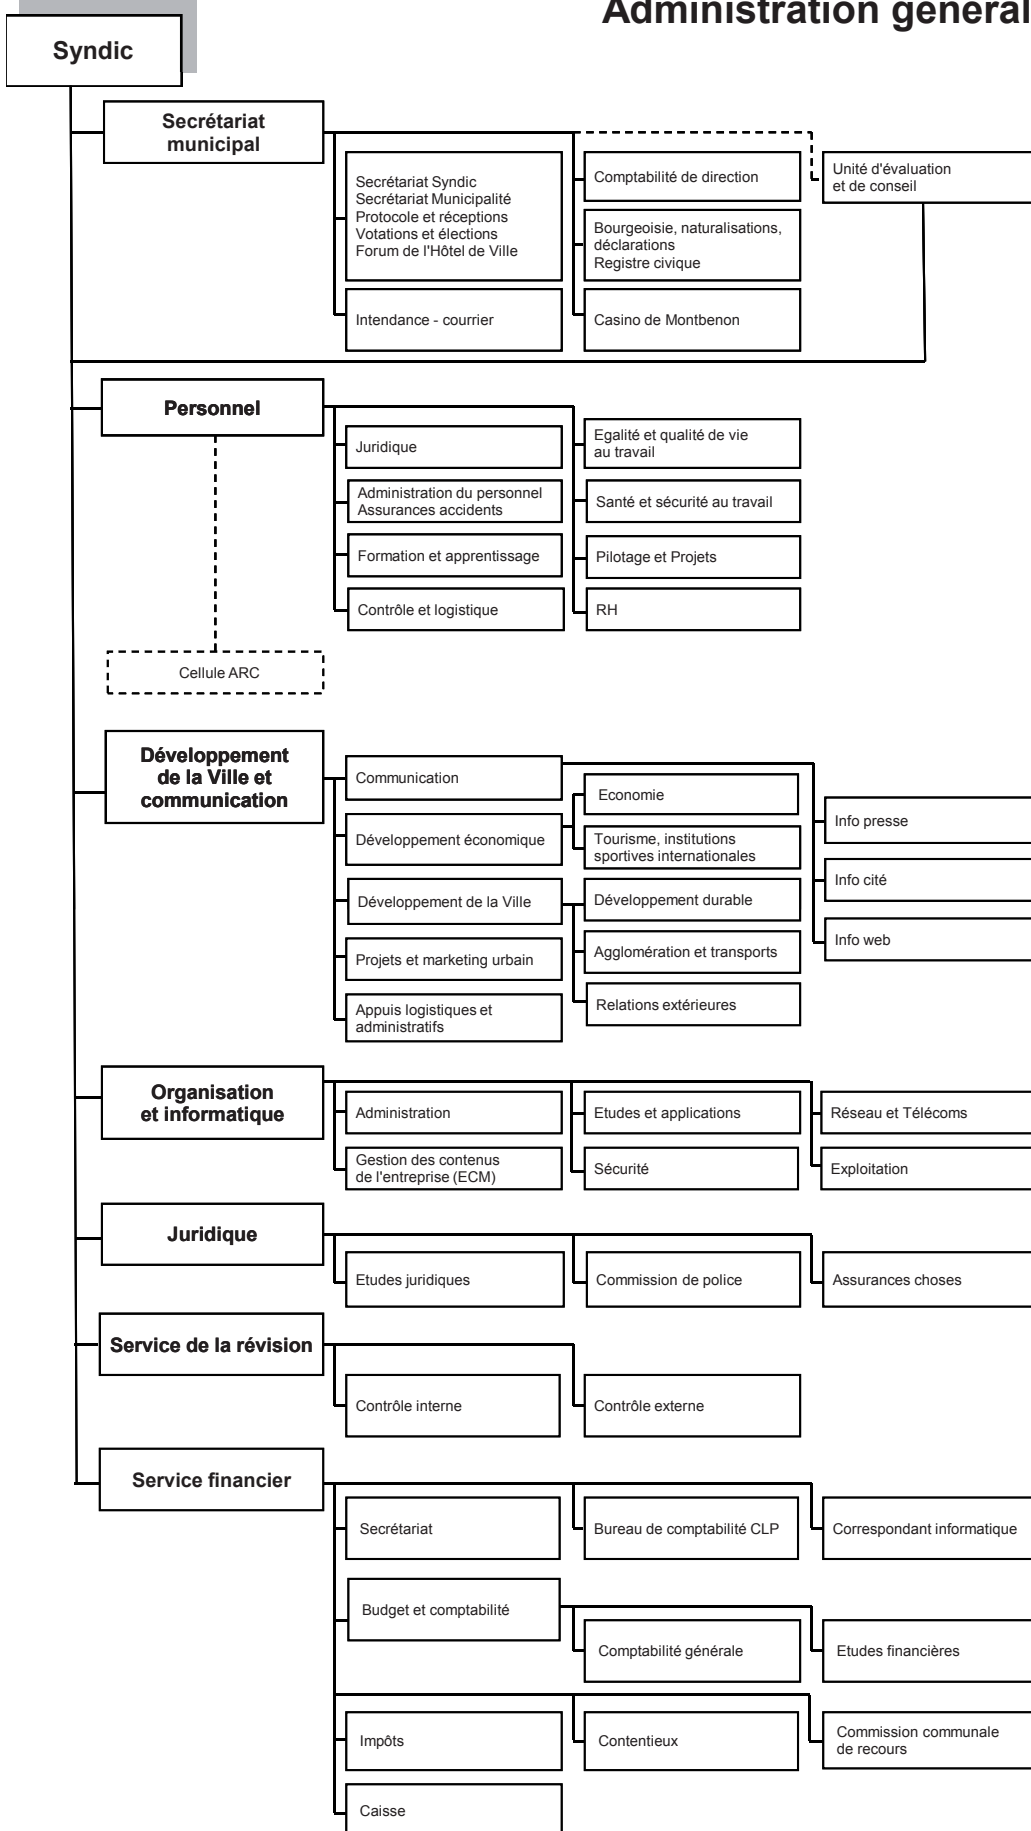 Administration général
Syndic
Secrétariat
municipal
Secrétariat Syndic
Secrétariat Municipalité
Protocole et réceptions
Votations et élections
Forum de l'Hôtel de Ville
Intendance - courrier
Comptabilité de direction
Bourgeoisie, naturalisations,
déclarations
Registre civique
Casino de Montbenon
Unité d'évaluation
et de conseil
Personnel
Juridique
Administration du personnel
Assurances accidents
Formation et apprentissage
Contrôle et logistique
Egalité et qualité de vie
au travail
Santé et sécurité au travail
Pilotage et Projets
RH
Cellule ARC
Développement
de la Ville et
communication
Communication
Développement économique
Développement de la Ville
Projets et marketing urbain
Appuis logistiques et
administratifs
Economie
Tourisme, institutions
sportives internationales
Développement durable
Agglomération et transports
Relations extérieures
Info presse
Info cité
Info web
Organisation
et informatique
Administration
Gestion des contenus
de l'entreprise (ECM)
Etudes et applications
Sécurité
Réseau et Télécoms
Exploitation
Juridique
Etudes juridiques
Commission de police
Assurances choses
Service de la révision
Contrôle interne
Contrôle externe
Service financier
Secrétariat
Bureau de comptabilité CLP
Correspondant informatique
Budget et comptabilité
Comptabilité générale
Etudes financières
Impôts
Contentieux
Commission communale
de recours
Caisse